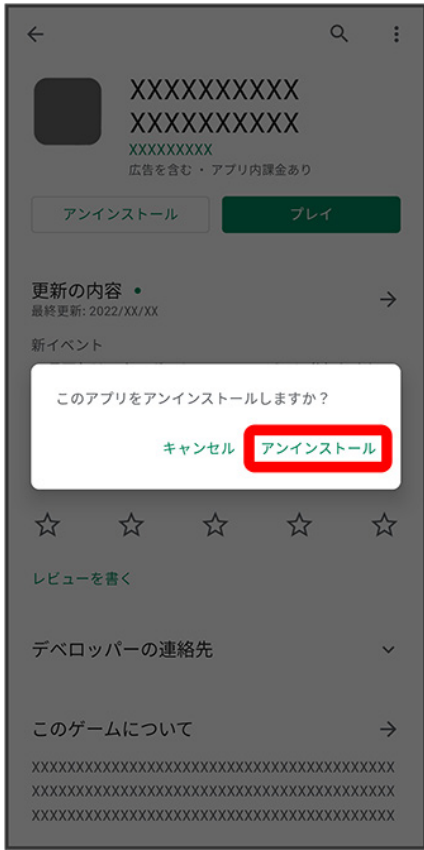 XXXXXXXXXX
XXXXXXXXXX
XXXXXXXXX
広告を含む・アプリ内課金あり
アンインストール
プレイ
更新の内容 •
最終更新: 2022/XX/XX
新イベント
このアプリをアンインストールしますか？
キャンセル
アンインストール
レビューを書く
デベロッパーの連絡先
このゲームについて
XXXXXXXXXXXXXXXXXXXXXXXXXXXXXXXXXX
XXXXXXXXXXXXXXXXXXXXXXXXXXXXXXXXXX
XXXXXXXXXXXXXXXXXXXXXXXXXXXXXXXXXX